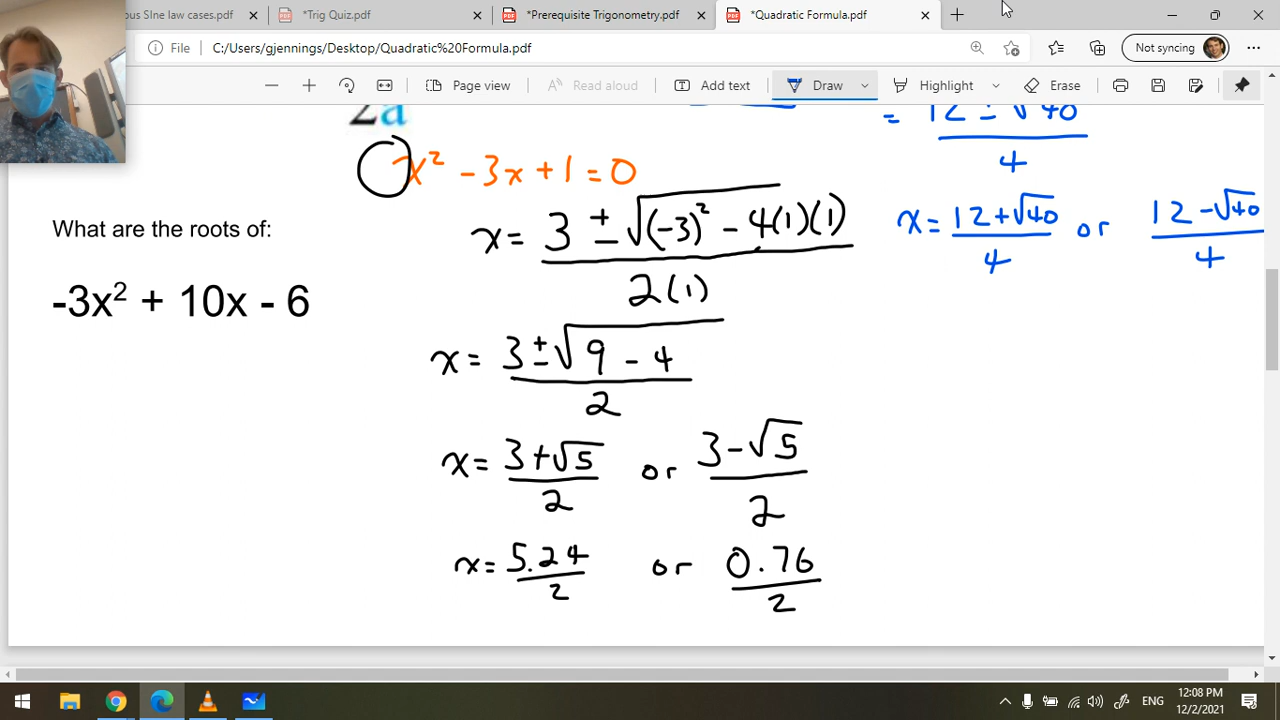 ous SIne law cases.pdf
*Trig Quiz.pdf
*Prerequisite Trigonometry.pdf
*Quadratic Formula.pdf
File C:/Users/gjennings/Desktop/Quadratic%20Formula.pdf
Not syncing
Page view
Read aloud
Add text
Draw
Highlight
Erase
2a
= 12 ± √40 / 4
x² - 3x + 1 = 0
x = 3 ± √(-3)² - 4(1)(1) / 2(1)
x = 12+√40 / 4 or 12-√40 / 4
What are the roots of:
-3x² + 10x - 6
x = 3 ± √9 - 4 / 2
x = 3+√5 / 2 or 3-√5 / 2
x = 5.24 / 2 or 0.76 / 2
ENG
12:08 PM
12/2/2021